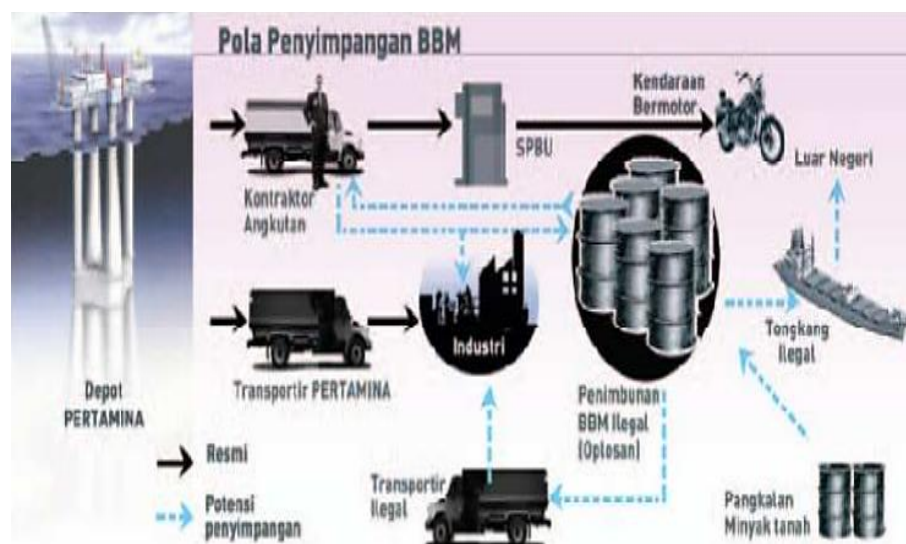 Pola Penyimpangan BBM
Kendaraan
Bermotor
SPBU
Luar Negeri
Kontraktor
Angkutan
Industri
Tongkang
Ilegal
Transportir PERTAMINA
Depot
PERTAMINA
Penimbunan
BBM Ilegal
(Oplosan)
Resmi
Transportir
Ilegal
Potensi
penyimpangan
Pangkalan
Minyak tanah